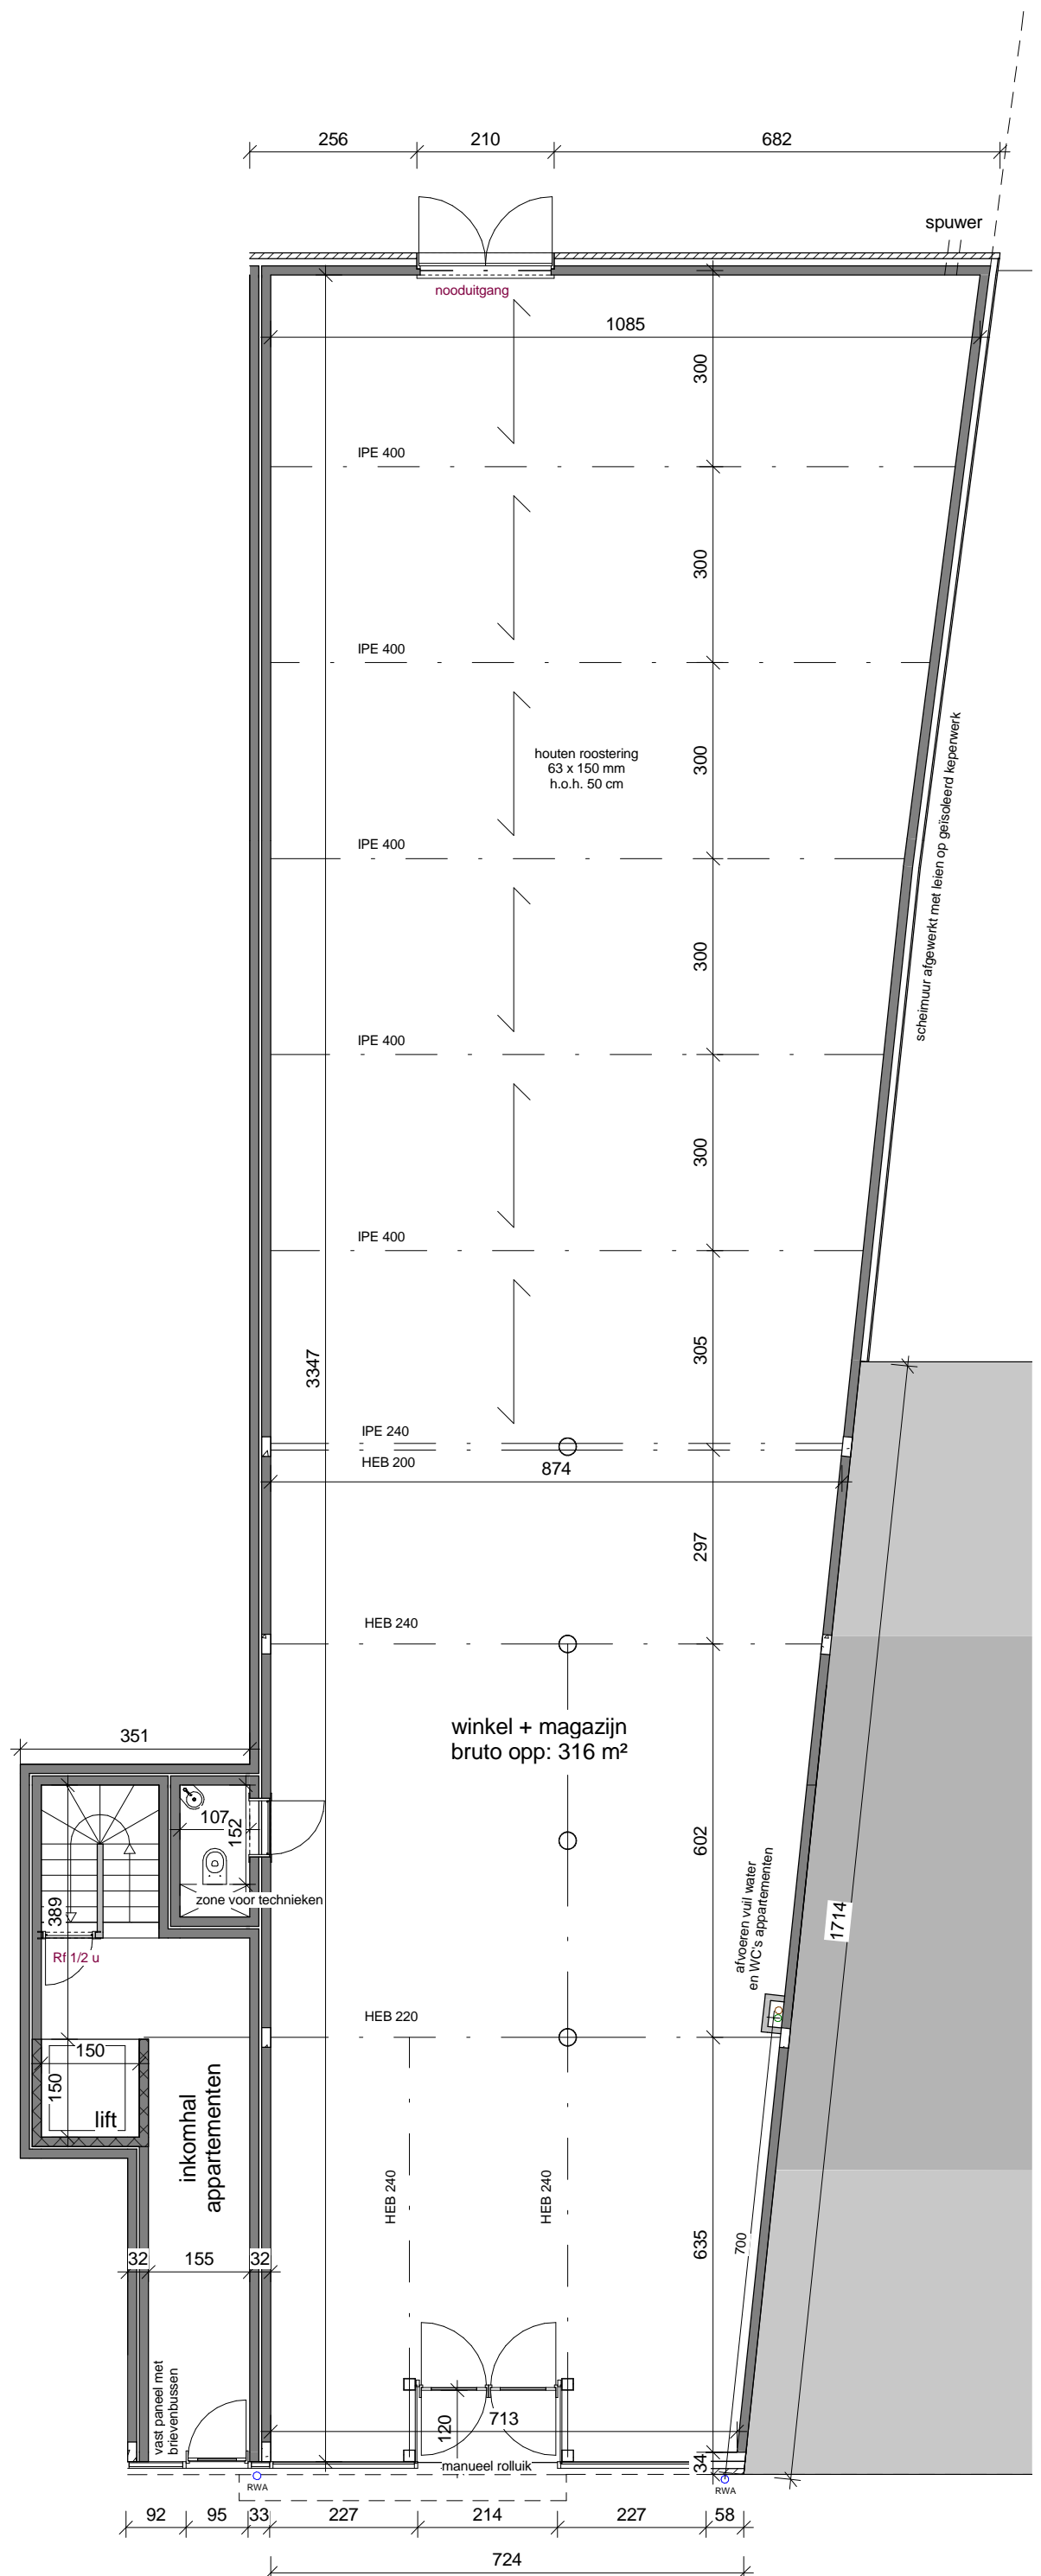 256
210
682
spuwer
nooduitgang
1085
300
IPE 400
300
IPE 400
300
houten roostering
63 x 150 mm
h.o.h. 50 cm
scheimuur afgewerkt met leien op geïsoleerd keperwerk
IPE 400
300
IPE 400
300
IPE 400
305
3347
IPE 240
HEB 200
874
297
HEB 240
winkel + magazijn
bruto opp: 316 m²
351
107
152
602
zone voor technieken
389
Rf 1/2 u
afvoeren vuil water
en WC's appartementen
1714
HEB 220
150
150
lift
inkomhal
appartementen
HEB 240
HEB 240
635
700
32
155
32
vast paneel met
brievenbussen
120
713
manueel rolluik
34
RWA
RWA
92
95
33
227
214
227
58
724